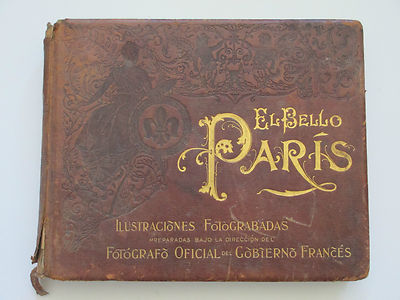 El Bello
París
Ilustraciones Fotograbadas
preparadas bajo la dirección del
Fotógrafo Oficial del Gobierno Francés